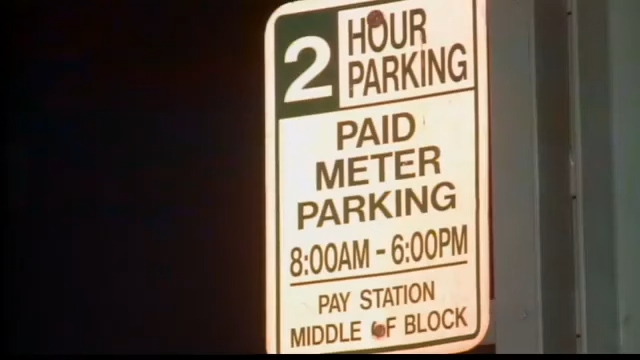 2 HOUR
PARKING
PAID
METER
PARKING
8:00AM - 6:00PM
PAY STATION
MIDDLE OF BLOCK